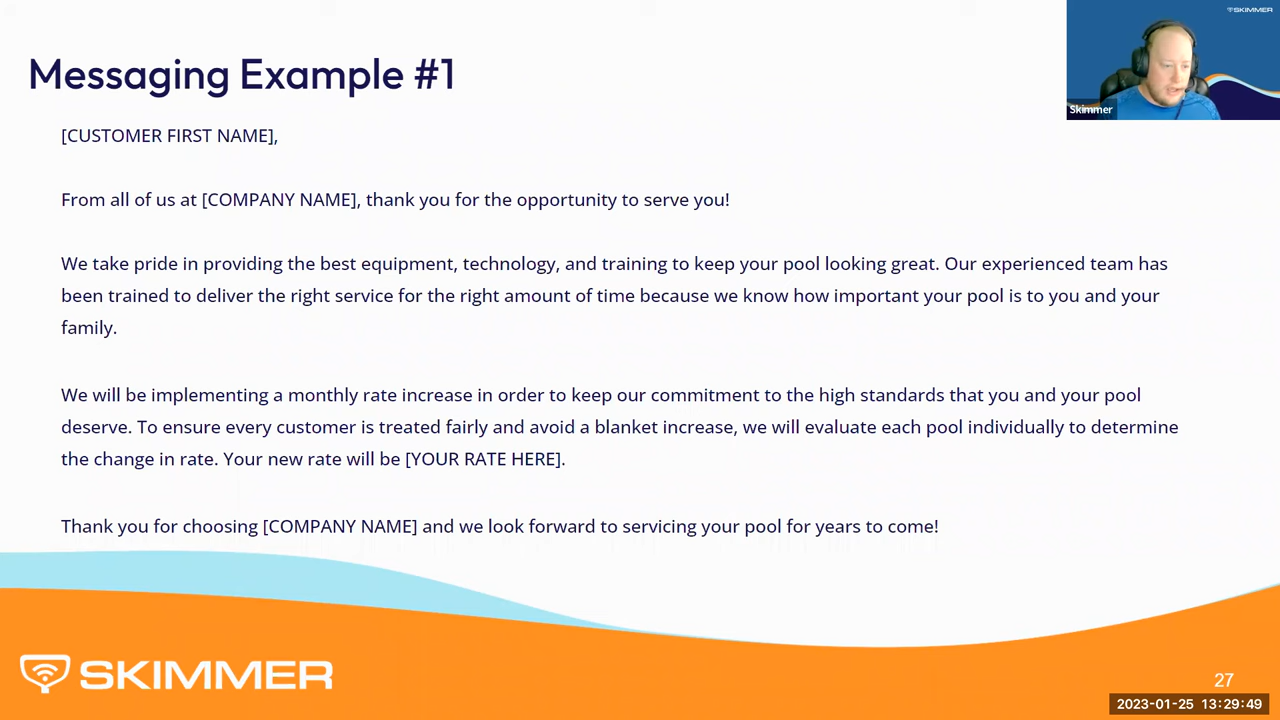 SKIMMER
Messaging Example #1
Skimmer
[CUSTOMER FIRST NAME],
From all of us at [COMPANY NAME], thank you for the opportunity to serve you!
We take pride in providing the best equipment, technology, and training to keep your pool looking great. Our experienced team has
been trained to deliver the right service for the right amount of time because we know how important your pool is to you and your
family.
We will be implementing a monthly rate increase in order to keep our commitment to the high standards that you and your pool
deserve. To ensure every customer is treated fairly and avoid a blanket increase, we will evaluate each pool individually to determine
the change in rate. Your new rate will be [YOUR RATE HERE].
Thank you for choosing [COMPANY NAME] and we look forward to servicing your pool for years to come!
SKIMMER
27
2023-01-25 13:29:49